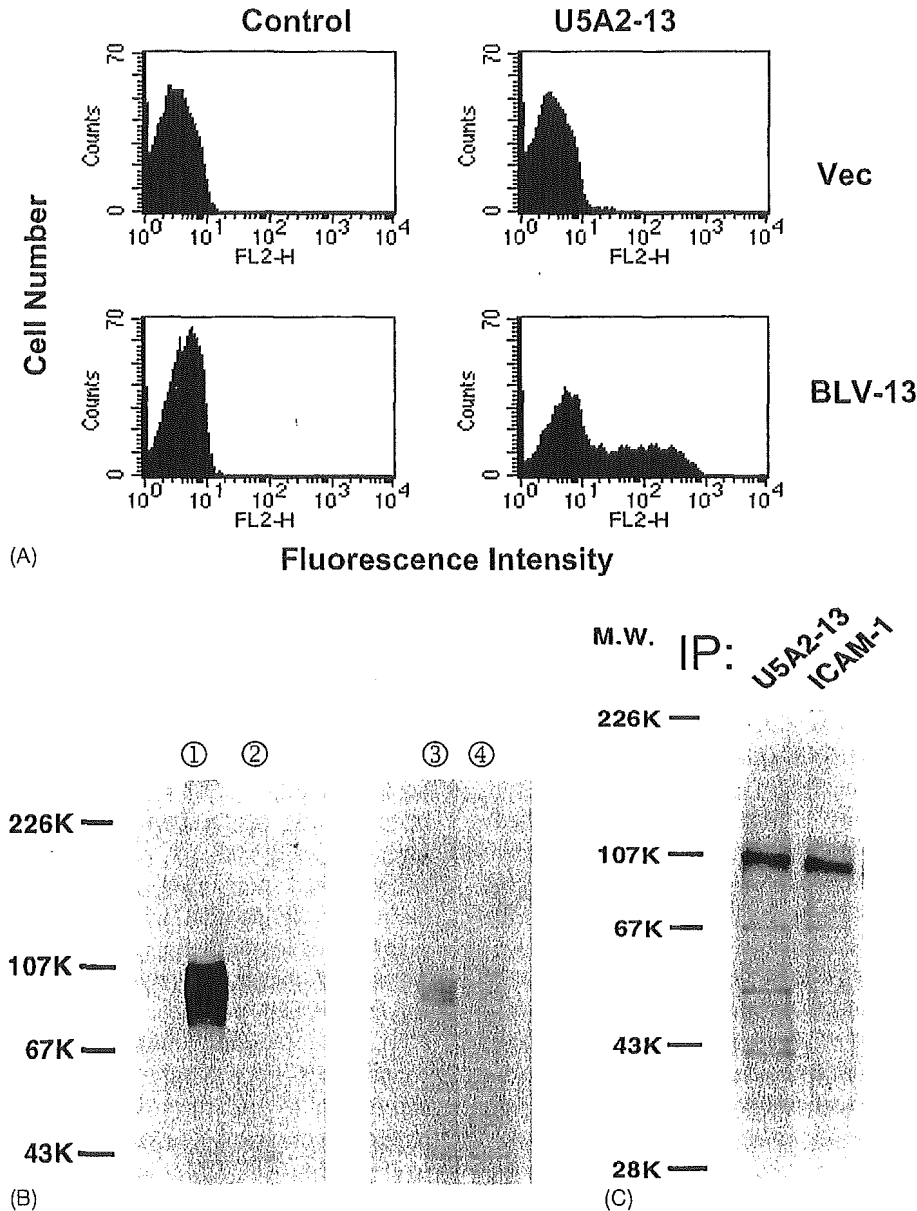 Control U5A2-13
70 70
Counts Counts
0 0
Vec
10^0 10^1 10^2 10^3 10^4 10^0 10^1 10^2 10^3 10^4
FL2-H FL2-H
Cell Number
70 70
Counts Counts
0 0
BLV-13
10^0 10^1 10^2 10^3 10^4 10^0 10^1 10^2 10^3 10^4
FL2-H FL2-H
(A) Fluorescence Intensity
① ② ③ ④
226K
107K
67K
43K
(B)
M.W. IP: U5A2-13 ICAM-1
226K
107K
67K
43K
28K
(C)